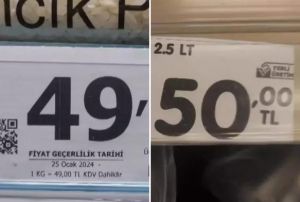 CIK P
49,
FİYAT GEÇERLİLİK TARİHİ
25 Ocak 2024 -
1 KG = 49,00 TL KDV Dahildir
2.5 LT
YERLİ
ÜRETİM
50,00
TL